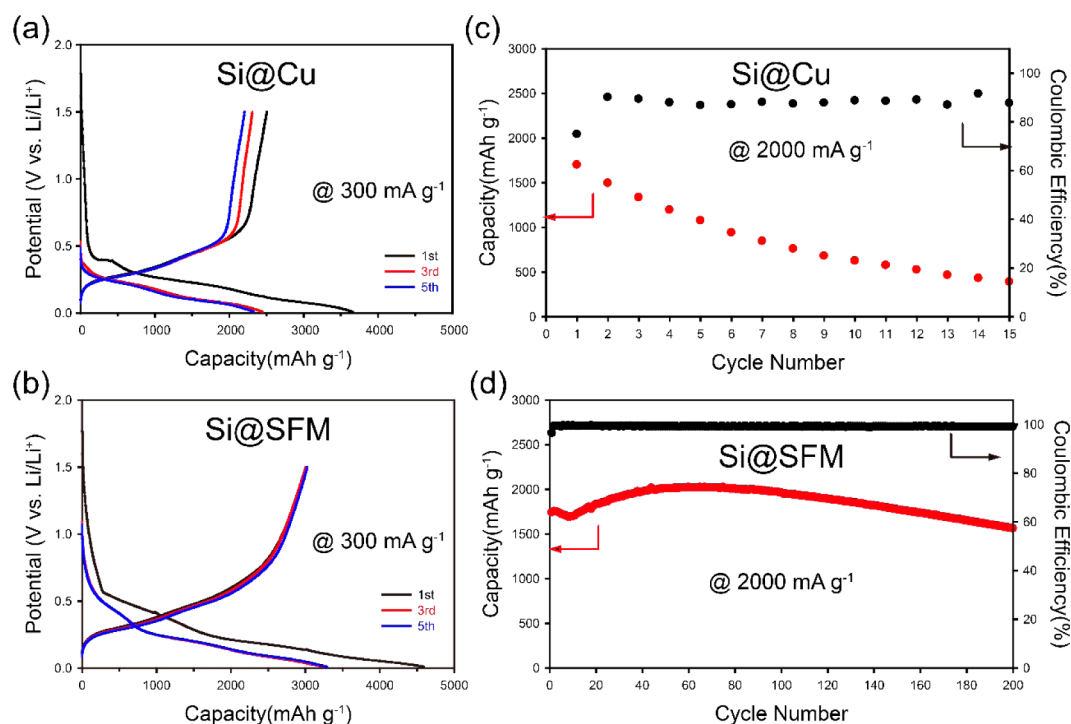 (a)
2.0
1.5
1.0
0.5
0.0
Potential (V vs. Li/Li⁺)
Si@Cu
@ 300 mA g⁻¹
1st
3rd
5th
0 1000 2000 3000 4000 5000
Capacity(mAh g⁻¹)
(c)
3000
2500
2000
1500
1000
500
0
Capacity(mAh g⁻¹)
Si@Cu
@ 2000 mA g⁻¹
100
80
60
40
20
0
Coulombic Efficiency(%)
0 1 2 3 4 5 6 7 8 9 10 11 12 13 14 15
Cycle Number
(b)
2.0
1.5
1.0
0.5
0.0
Potential (V vs. Li/Li⁺)
Si@SFM
@ 300 mA g⁻¹
1st
3rd
5th
0 1000 2000 3000 4000 5000
Capacity(mAh g⁻¹)
(d)
3000
2500
2000
1500
1000
500
0
Capacity(mAh g⁻¹)
Si@SFM
@ 2000 mA g⁻¹
100
80
60
40
20
0
Coulombic Efficiency(%)
0 20 40 60 80 100 120 140 160 180 200
Cycle Number